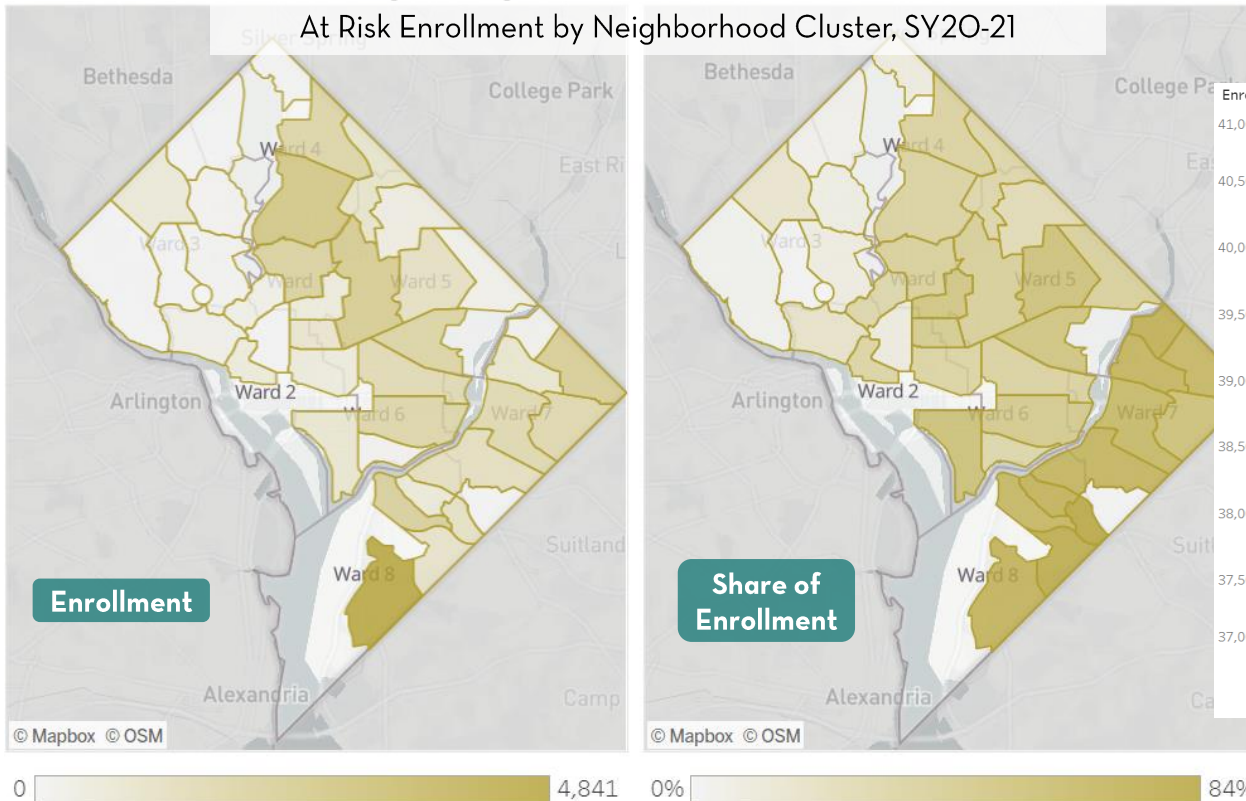 At Risk Enrollment by Neighborhood Cluster, SY20-21
Silver Spring
Bethesda
College Park
Ward 4
East Ri
Ward 3
Ward
Ward 5
Ward 2
Arlington
Ward 6
Ward 7
Suitland
Ward 8
Enrollment
Alexandria
Camp
© Mapbox © OSM
0
4,841
Bethesda
College Pa
Ward 4
Eas
Ward 3
Ward
Ward 5
Ward 2
Arlington
Ward 6
Ward 7
Suitl
Ward 8
Share of
Enrollment
Alexandria
Ca
© Mapbox © OSM
0%
84%
Enr
41,0
40,5
40,0
39,5
39,0
38,5
38,0
37,5
37,0